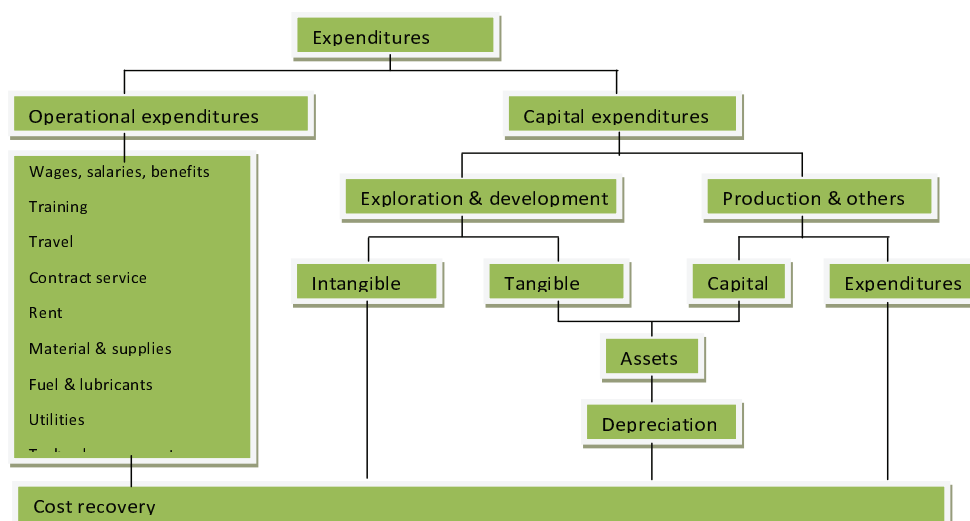 Expenditures
Operational expenditures
Capital expenditures
Wages, salaries, benefits
Training
Travel
Contract service
Rent
Material & supplies
Fuel & lubricants
Utilities
Exploration & development
Production & others
Intangible
Tangible
Capital
Expenditures
Assets
Depreciation
Cost recovery